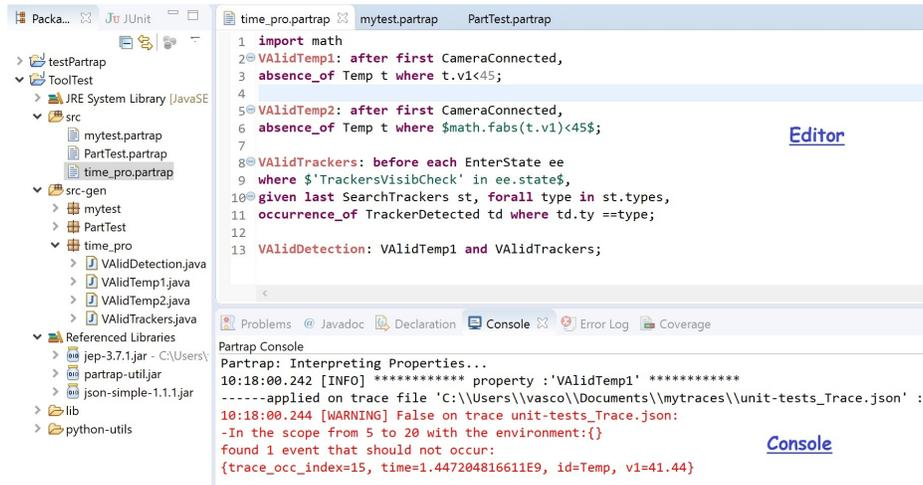 Packa... JUnit
testPartrap
ToolTest
JRE System Library [JavaSE
src
mytest.partrap
PartTest.partrap
time_pro.partrap
src-gen
mytest
PartTest
time_pro
VAlidDetection.java
VAlidTemp1.java
VAlidTemp2.java
VAlidTrackers.java
Referenced Libraries
jep-3.7.1.jar - C:\Users\
partrap-util.jar
json-simple-1.1.1.jar
lib
python-utils
time_pro.partrap mytest.partrap PartTest.partrap
1 import math
2 VAlidTemp1: after first CameraConnected,
3 absence_of Temp t where t.v1<45;
4
5 VAlidTemp2: after first CameraConnected,
6 absence_of Temp t where $math.fabs(t.v1)<45$;
7
8 VAlidTrackers: before each EnterState ee
9 where $'TrackersVisibCheck' in ee.state$,
10 given last SearchTrackers st, forall type in st.types,
11 occurrence_of TrackerDetected td where td.ty ==type;
12
13 VAlidDetection: VAlidTemp1 and VAlidTrackers;
Editor
Problems @ Javadoc Declaration Console Error Log Coverage
Partrap Console
Partrap: Interpreting Properties...
10:18:00.242 [INFO] ************ property :'VAlidTemp1' ************
------applied on trace file 'C:\\Users\\vasco\\Documents\\mytraces\\unit-tests_Trace.json' :
10:18:00.244 [WARNING] False on trace unit-tests_Trace.json:
-In the scope from 5 to 20 with the environment:{}
found 1 event that should not occur:
{trace_occ_index=15, time=1.447204816611E9, id=Temp, v1=41.44}
Console